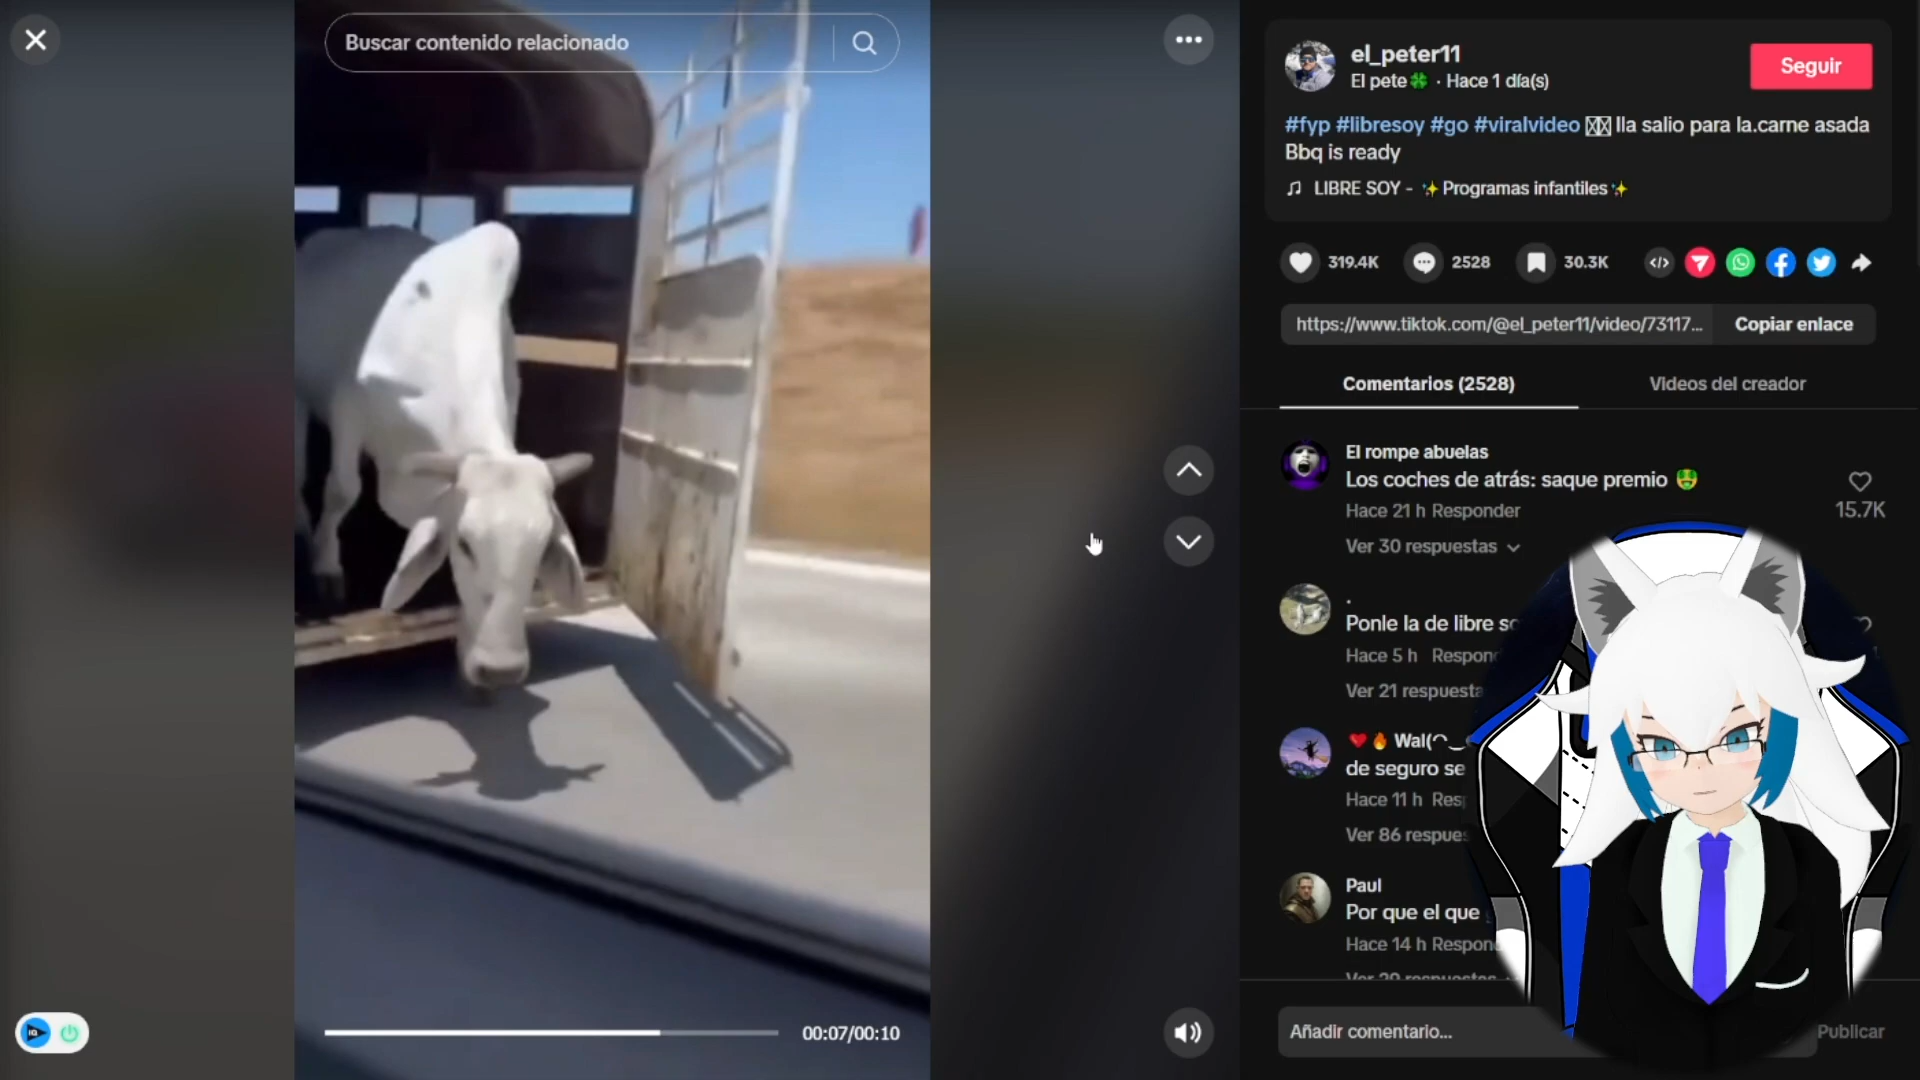 Buscar contenido relacionado
el_peter11
El pete🍀 · Hace 1 día(s)
Seguir
#fyp #libresoy #go #viralvideo lla salio para la.carne asada
Bbq is ready
LIBRE SOY - ✨Programas infantiles✨
319.4K
2528
30.3K
https://www.tiktok.com/@el_peter11/video/73117...
Copiar enlace
Comentarios (2528)
Videos del creador
El rompe abuelas
Los coches de atrás: saque premio 🤑
Hace 21 h Responder
15.7K
Ver 30 respuestas
.
Ponle la de libre
Hace 5 h
Ver 21
❤️🔥 Wal(
de seguro se
Hace 11 h
Ver 86
Paul
Por que el que
Hace 14 h
Añadir comentario...
Publicar
00:07/00:10